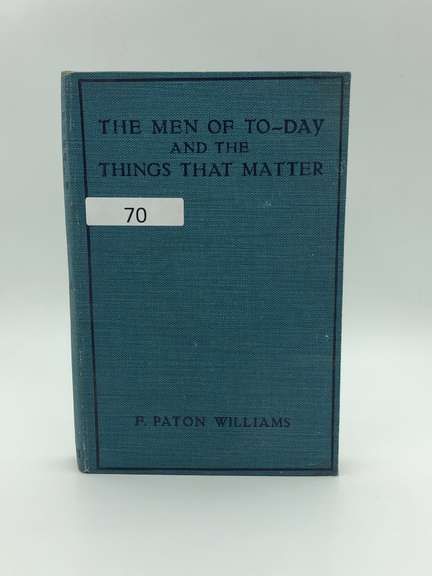 THE MEN OF TO-DAY
AND THE
THINGS THAT MATTER
70
F. PATON WILLIAMS